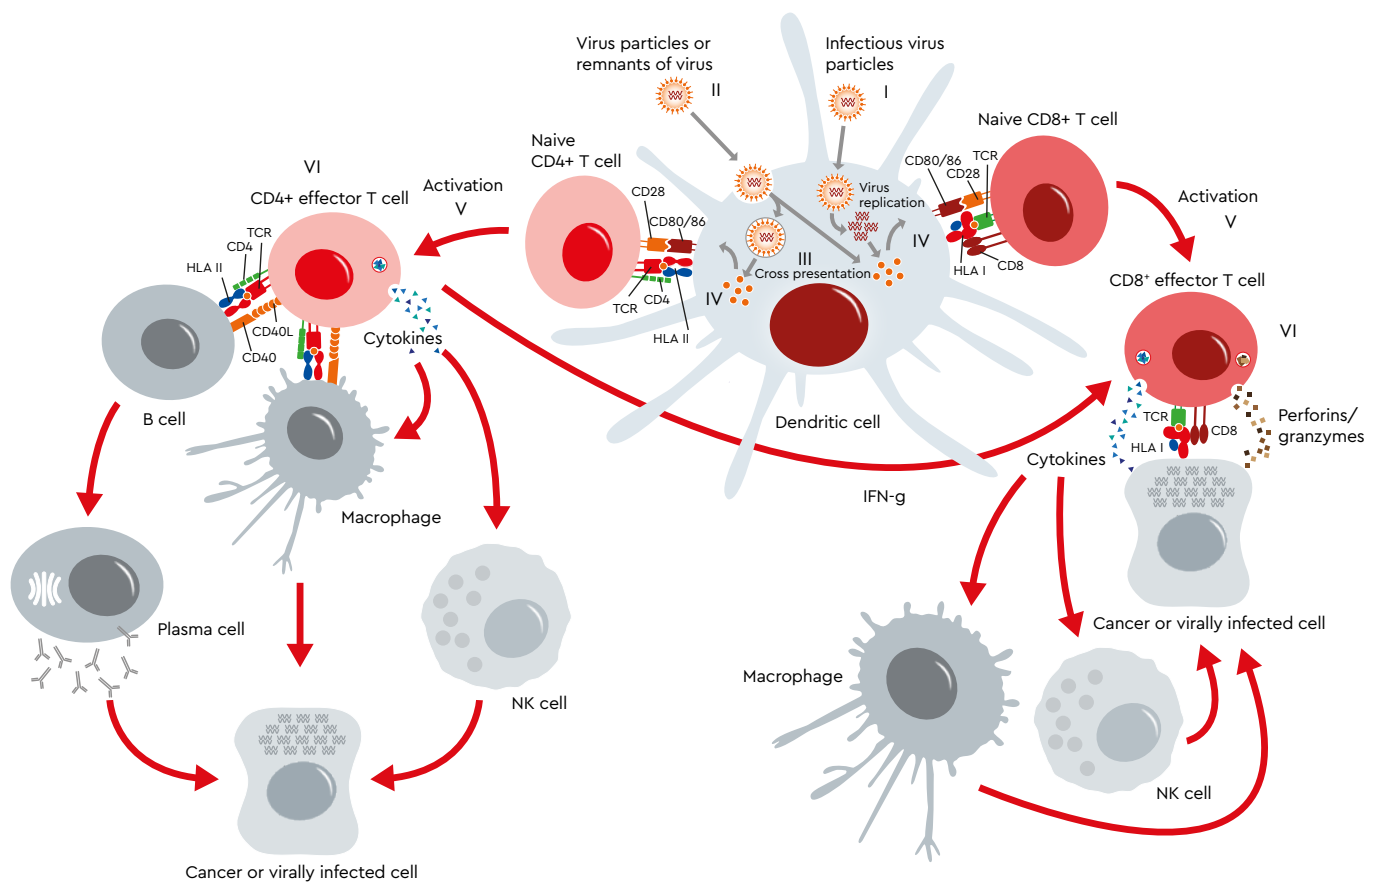 Virus particles or
remnants of virus
II
Infectious virus
particles
I
Naive CD8+ T cell
Naive
CD4+ T cell
VI
CD4+ effector T cell
Activation
V
CD28
CD80/86
TCR
CD4
HLA II
Virus
replication
III
Cross presentation
IV
IV
CD80/86
CD28
TCR
HLA I
CD8
Activation
V
CD8+ effector T cell
VI
TCR
CD4
HLA II
CD40L
CD40
Cytokines
B cell
Macrophage
Dendritic cell
IFN-g
TCR
CD8
HLA I
Cytokines
Perforins/
granzymes
Plasma cell
NK cell
Cancer or virally infected cell
Macrophage
NK cell
Cancer or virally infected cell